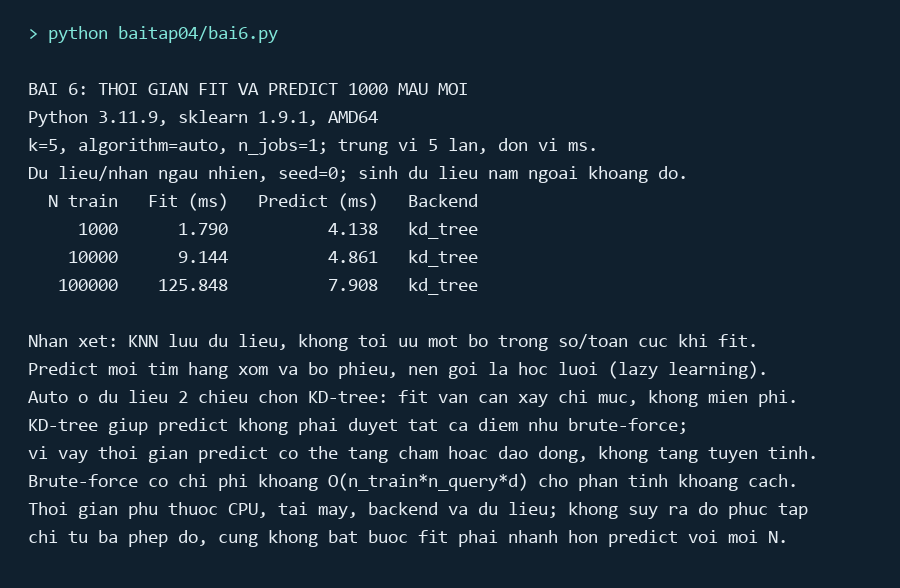 > python baitap04/bai6.py
BAI 6: THOI GIAN FIT VA PREDICT 1000 MAU MOI
Python 3.11.9, sklearn 1.9.1, AMD64
k=5, algorithm=auto, n_jobs=1; trung vi 5 lan, don vi ms.
Du lieu/nhan ngau nhien, seed=0; sinh du lieu nam ngoai khoang do.
N train Fit (ms) Predict (ms) Backend
1000 1.790 4.138 kd_tree
10000 9.144 4.861 kd_tree
100000 125.848 7.908 kd_tree
Nhan xet: KNN luu du lieu, khong toi uu mot bo trong so/toan cuc khi fit.
Predict moi tim hang xom va bo phieu, nen goi la hoc luoi (lazy learning).
Auto o du lieu 2 chieu chon KD-tree: fit van can xay chi muc, khong mien phi.
KD-tree giup predict khong phai duyet tat ca diem nhu brute-force;
vi vay thoi gian predict co the tang cham hoac dao dong, khong tang tuyen tinh.
Brute-force co chi phi khoang O(n_train*n_query*d) cho phan tinh khoang cach.
Thoi gian phu thuoc CPU, tai may, backend va du lieu; khong suy ra do phuc tap
chi tu ba phep do, cung khong bat buoc fit phai nhanh hon predict voi moi N.